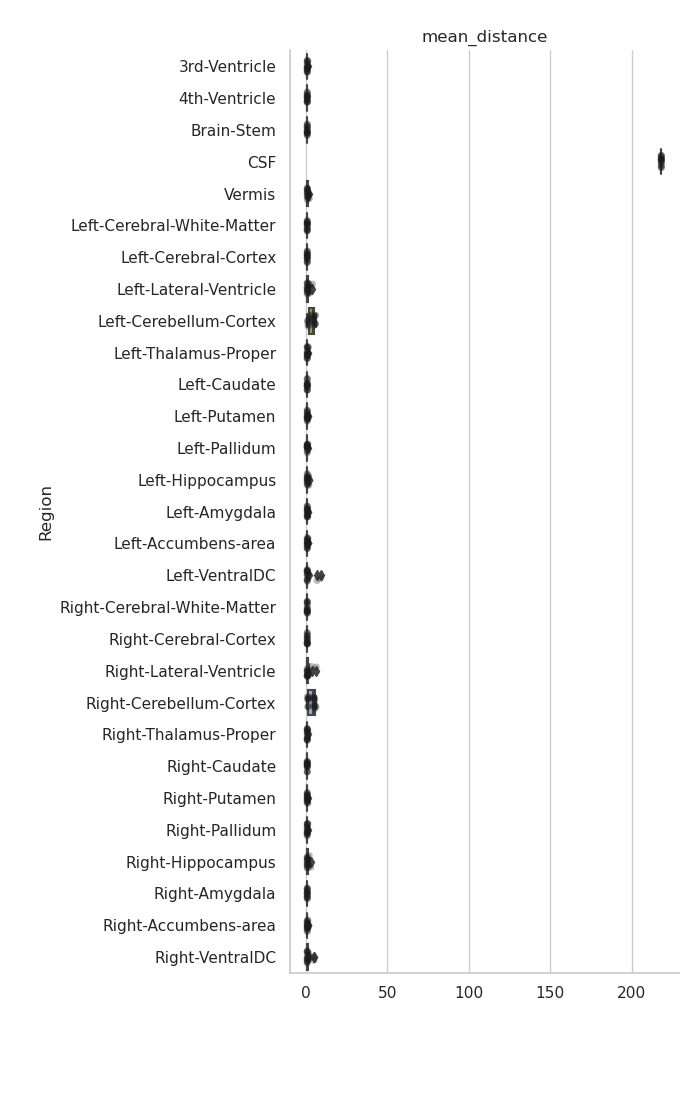 mean_distance
3rd-Ventricle
4th-Ventricle
Brain-Stem
CSF
Vermis
Left-Cerebral-White-Matter
Left-Cerebral-Cortex
Left-Lateral-Ventricle
Left-Cerebellum-Cortex
Left-Thalamus-Proper
Left-Caudate
Left-Putamen
Left-Pallidum
Left-Hippocampus
Region
Left-Amygdala
Left-Accumbens-area
Left-VentralDC
Right-Cerebral-White-Matter
Right-Cerebral-Cortex
Right-Lateral-Ventricle
Right-Cerebellum-Cortex
Right-Thalamus-Proper
Right-Caudate
Right-Putamen
Right-Pallidum
Right-Hippocampus
Right-Amygdala
Right-Accumbens-area
Right-VentralDC
0 50 100 150 200